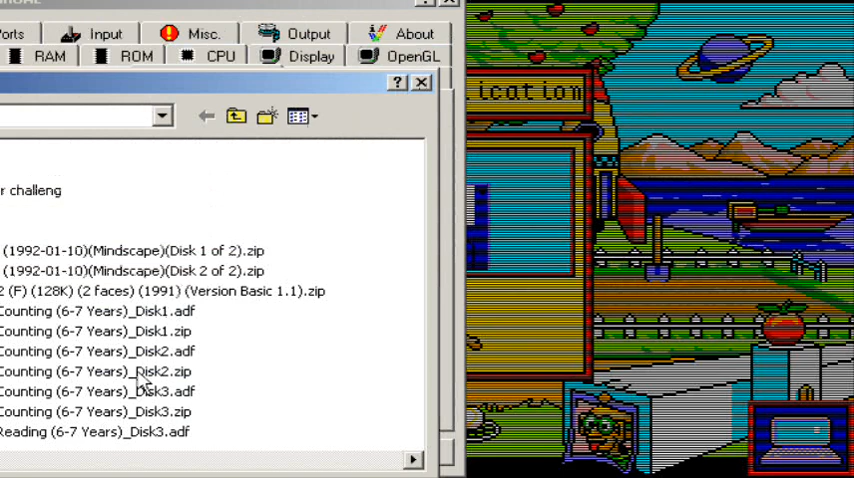 orts Input Misc. Output About
RAM ROM CPU Display OpenGL
ication
r challeng
(1992-01-10)(Mindscape)(Disk 1 of 2).zip
(1992-01-10)(Mindscape)(Disk 2 of 2).zip
2 (F) (128K) (2 faces) (1991) (Version Basic 1.1).zip
Counting (6-7 Years)_Disk1.adf
Counting (6-7 Years)_Disk1.zip
Counting (6-7 Years)_Disk2.adf
Counting (6-7 Years)_Disk2.zip
Counting (6-7 Years)_Disk3.adf
Counting (6-7 Years)_Disk3.zip
Reading (6-7 Years)_Disk3.adf